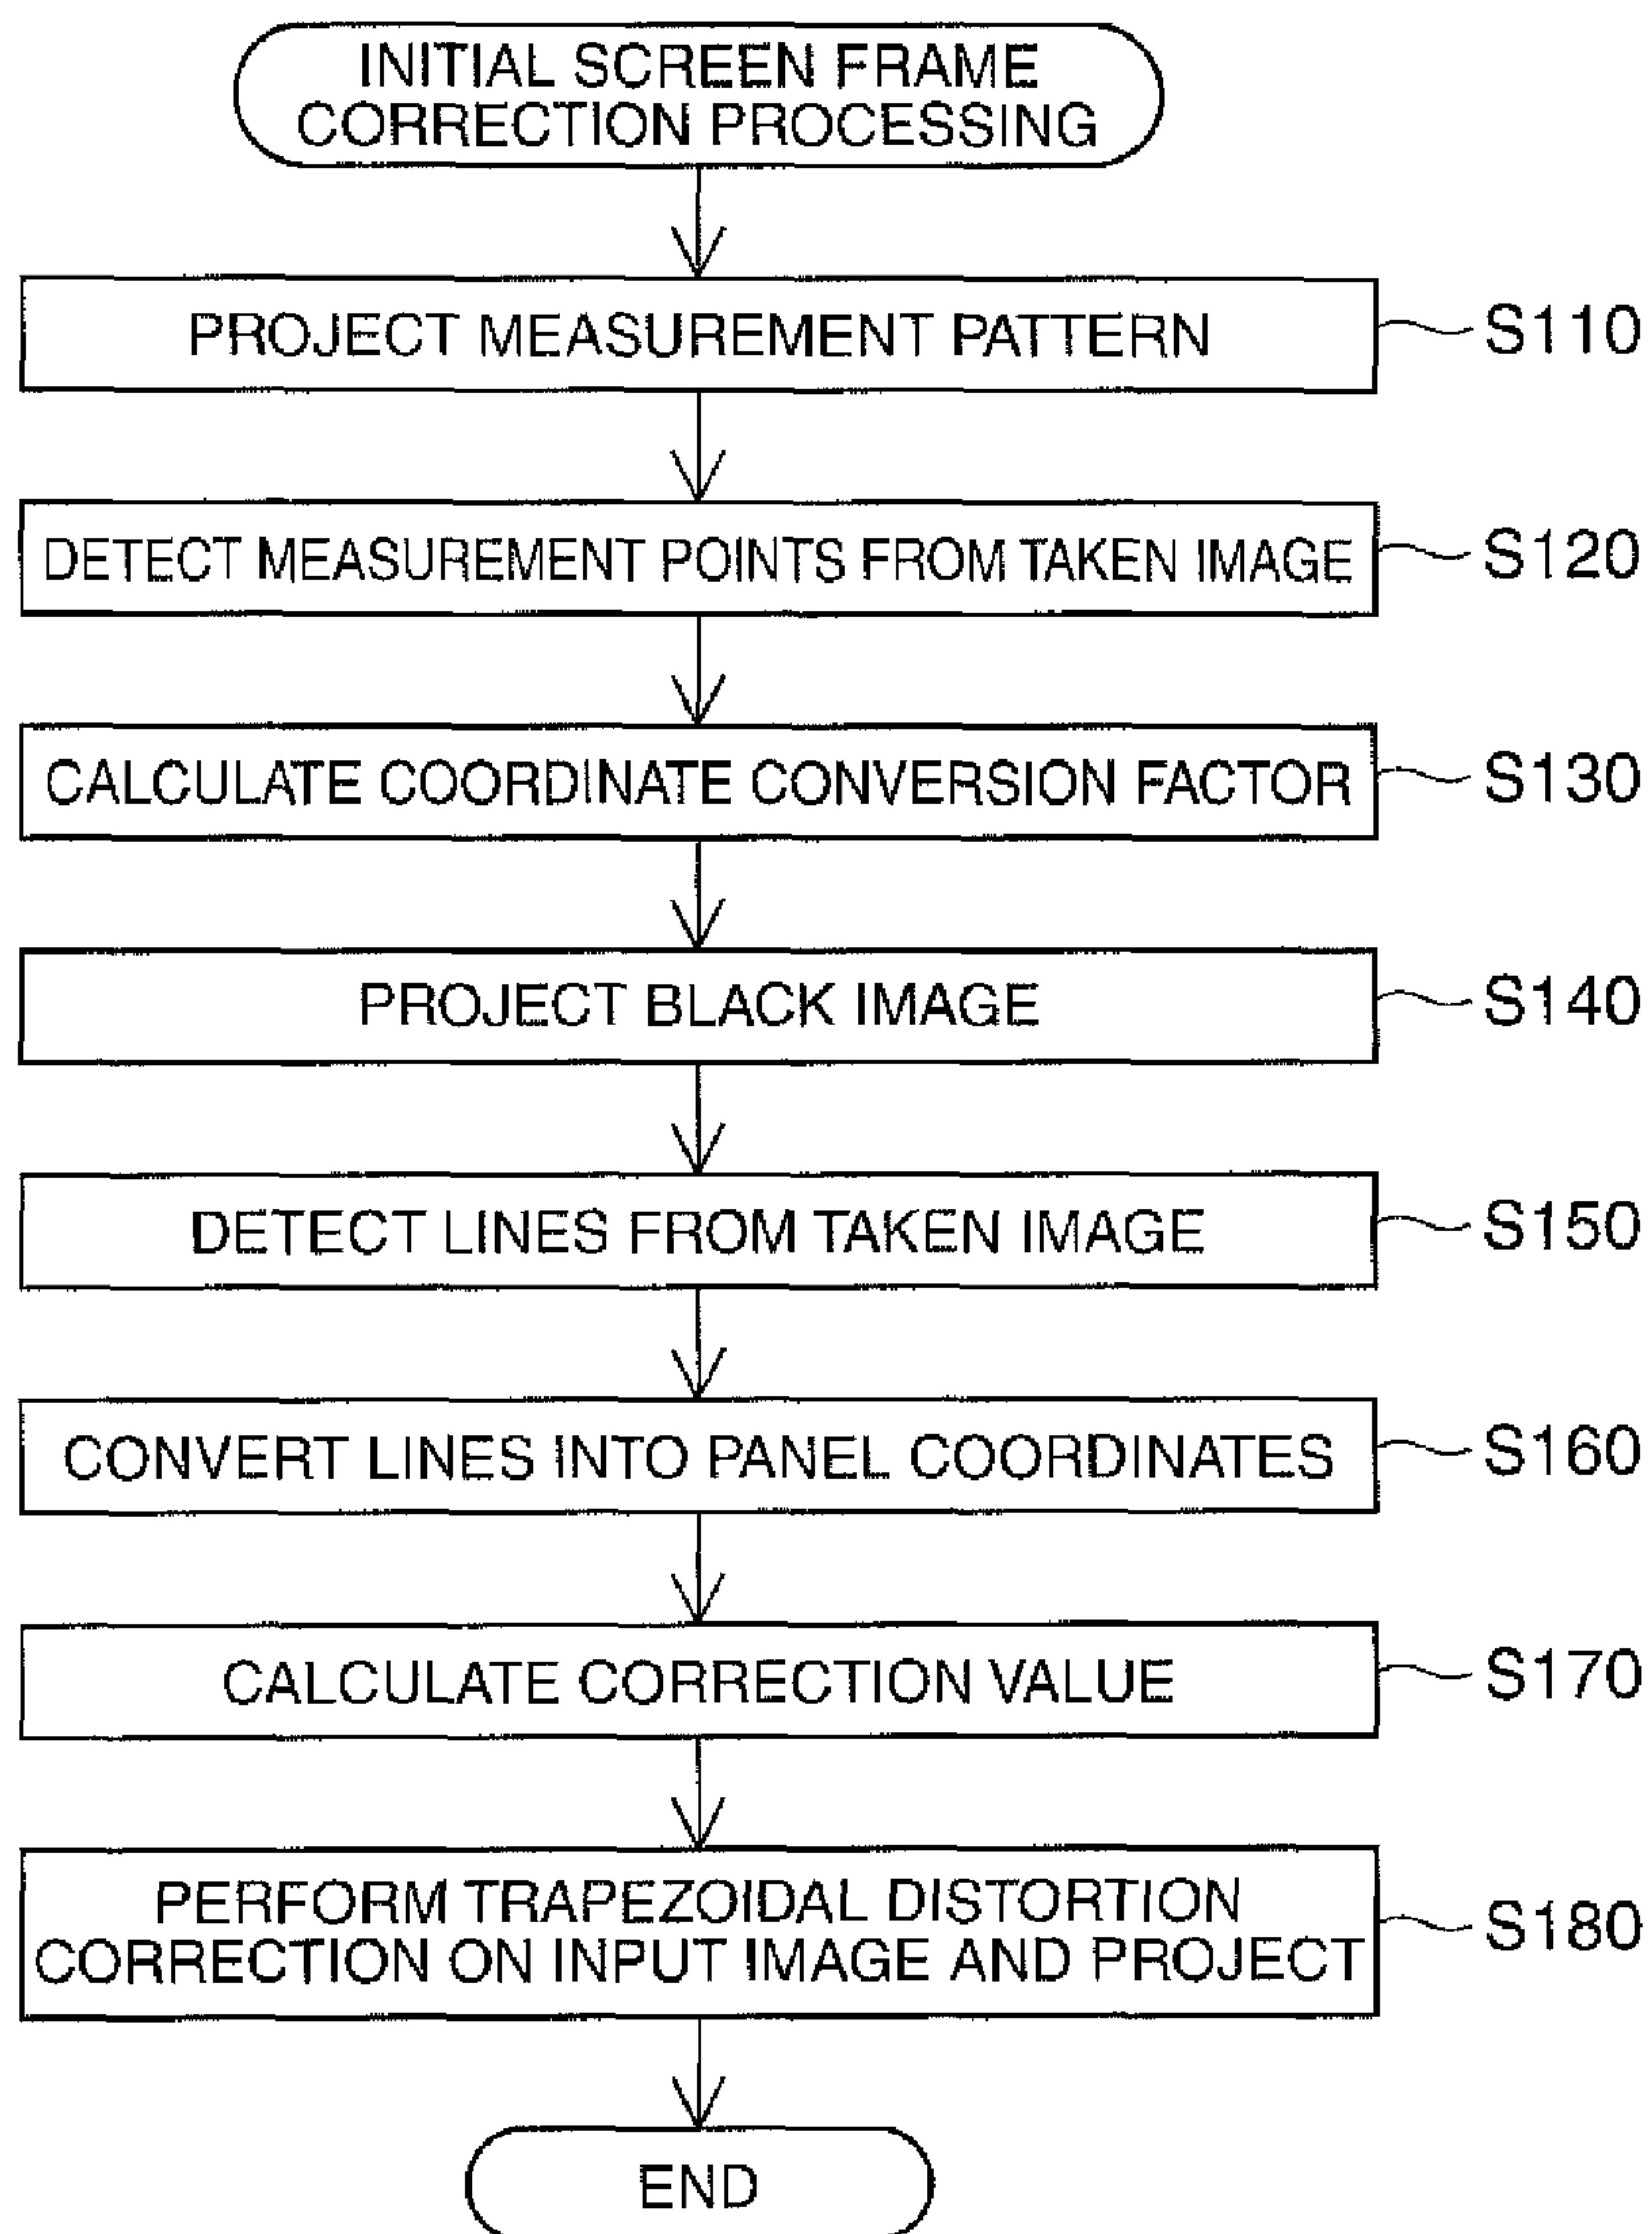 INITIAL SCREEN FRAME
CORRECTION PROCESSING
PROJECT MEASUREMENT PATTERN
S110
DETECT MEASUREMENT POINTS FROM TAKEN IMAGE
S120
CALCULATE COORDINATE CONVERSION FACTOR
S130
PROJECT BLACK IMAGE
S140
DETECT LINES FROM TAKEN IMAGE
S150
CONVERT LINES INTO PANEL COORDINATES
S160
CALCULATE CORRECTION VALUE
S170
PERFORM TRAPEZOIDAL DISTORTION
CORRECTION ON INPUT IMAGE AND PROJECT
S180
END